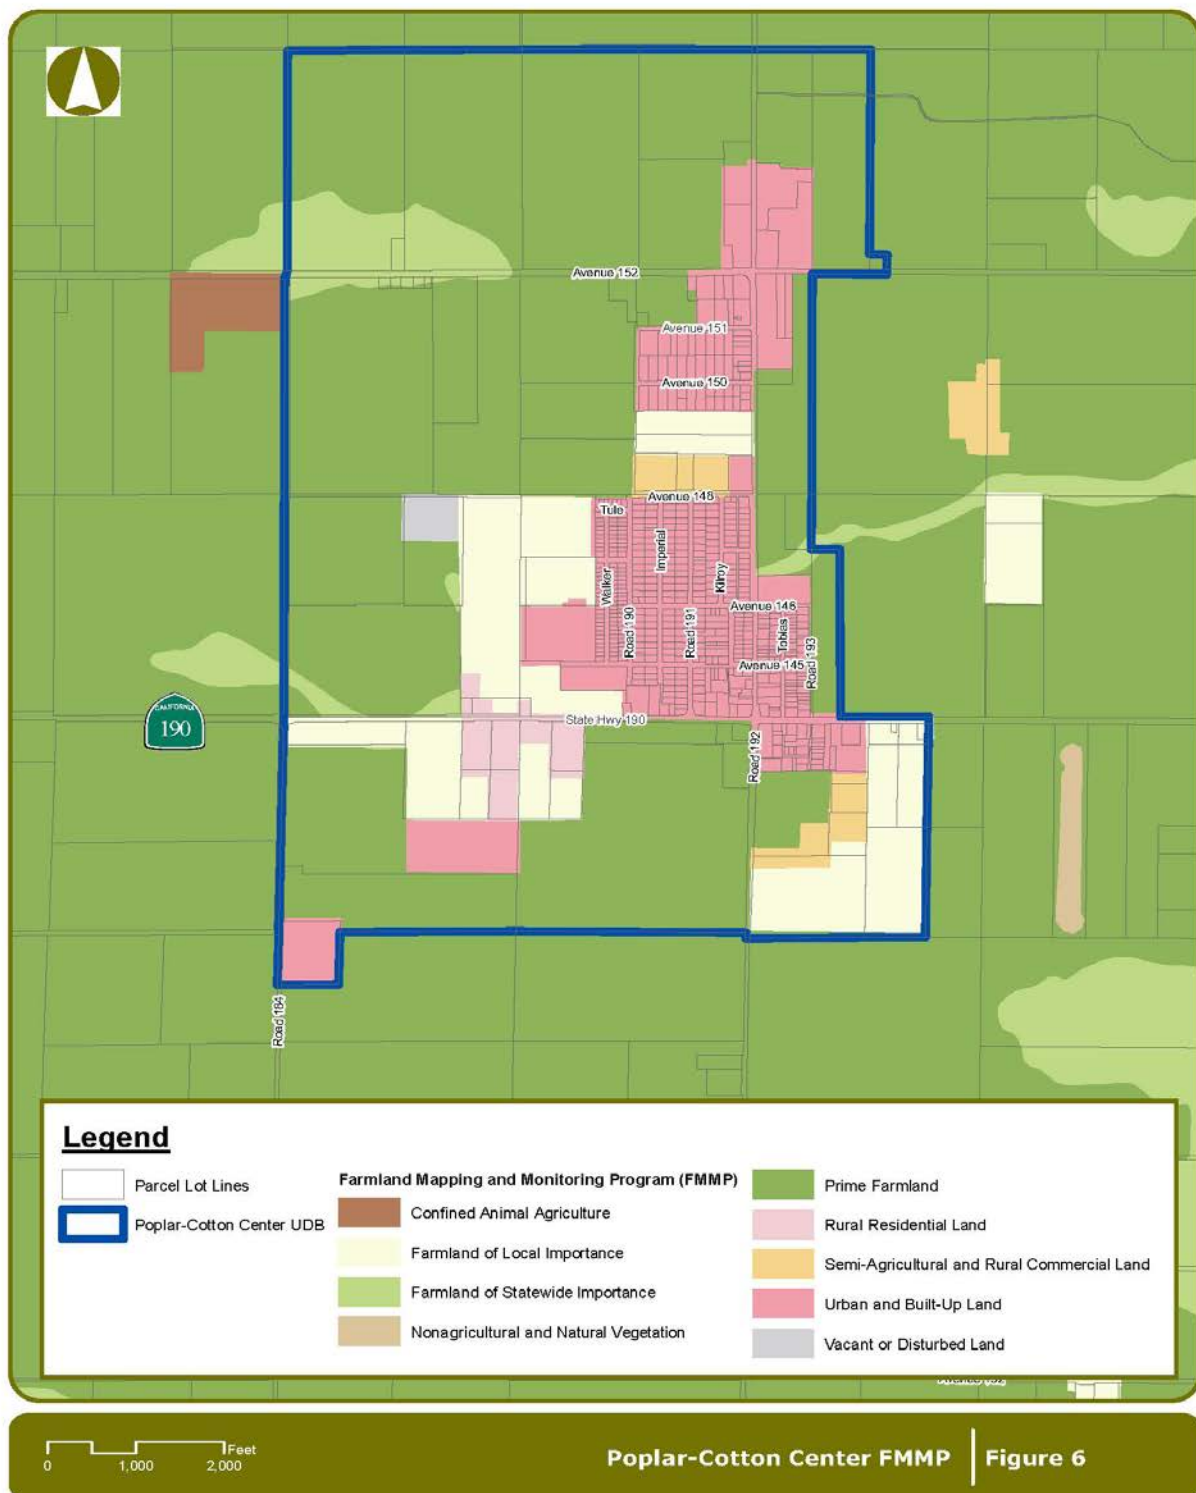 Avenue 152
Avenue 151
Avenue 150
Avenue 148
Tule
Imperial
Walker
Kilroy
Avenue 146
Road 190
Road 191
Tobias
Road 193
Avenue 145
CALIFORNIA
190
State Hwy 190
Road 192
Road 184
Legend
Parcel Lot Lines
Poplar-Cotton Center UDB
Farmland Mapping and Monitoring Program (FMMP)
Confined Animal Agriculture
Farmland of Local Importance
Farmland of Statewide Importance
Nonagricultural and Natural Vegetation
Prime Farmland
Rural Residential Land
Semi-Agricultural and Rural Commercial Land
Urban and Built-Up Land
Vacant or Disturbed Land
Feet
0 1,000 2,000
Poplar-Cotton Center FMMP | Figure 6